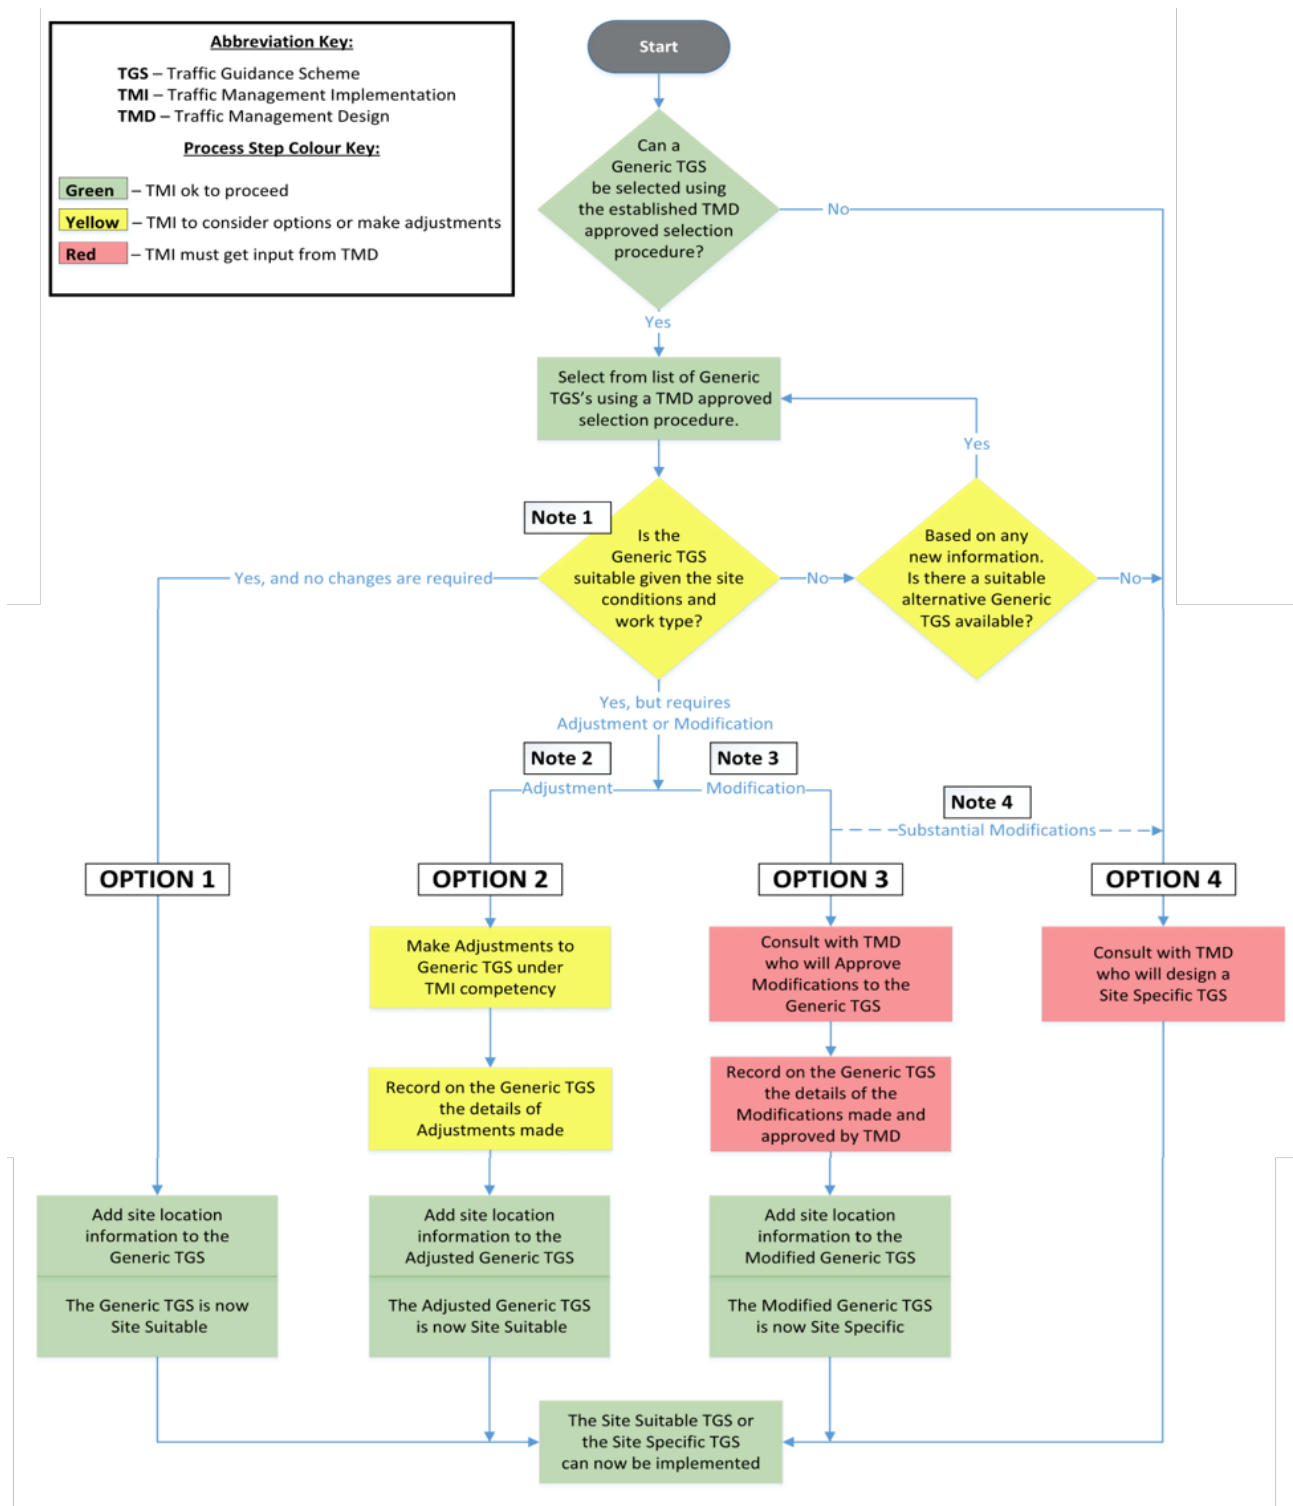 Abbreviation Key:
TGS – Traffic Guidance Scheme
TMI – Traffic Management Implementation
TMD – Traffic Management Design
Process Step Colour Key:
Green – TMI ok to proceed
Yellow – TMI to consider options or make adjustments
Red – TMI must get input from TMD
Start
Can a
Generic TGS
be selected using
the established TMD
approved selection
procedure?
No
Yes
Select from list of Generic
TGS's using a TMD approved
selection procedure.
Yes
Note 1
Is the
Generic TGS
suitable given the site
conditions and
work type?
Yes, and no changes are required
No
Based on any
new information.
Is there a suitable
alternative Generic
TGS available?
No
Yes, but requires
Adjustment or Modification
Note 2
Note 3
Adjustment
Modification
Note 4
Substantial Modifications
OPTION 1
OPTION 2
OPTION 3
OPTION 4
Make Adjustments to
Generic TGS under
TMI competency
Consult with TMD
who will Approve
Modifications to the
Generic TGS
Consult with TMD
who will design a
Site Specific TGS
Record on the Generic TGS
the details of
Adjustments made
Record on the Generic TGS
the details of the
Modifications made and
approved by TMD
Add site location
information to the
Generic TGS
The Generic TGS is now
Site Suitable
Add site location
information to the
Adjusted Generic TGS
The Adjusted Generic TGS
is now Site Suitable
Add site location
information to the
Modified Generic TGS
The Modified Generic TGS
is now Site Specific
The Site Suitable TGS or
the Site Specific TGS
can now be implemented